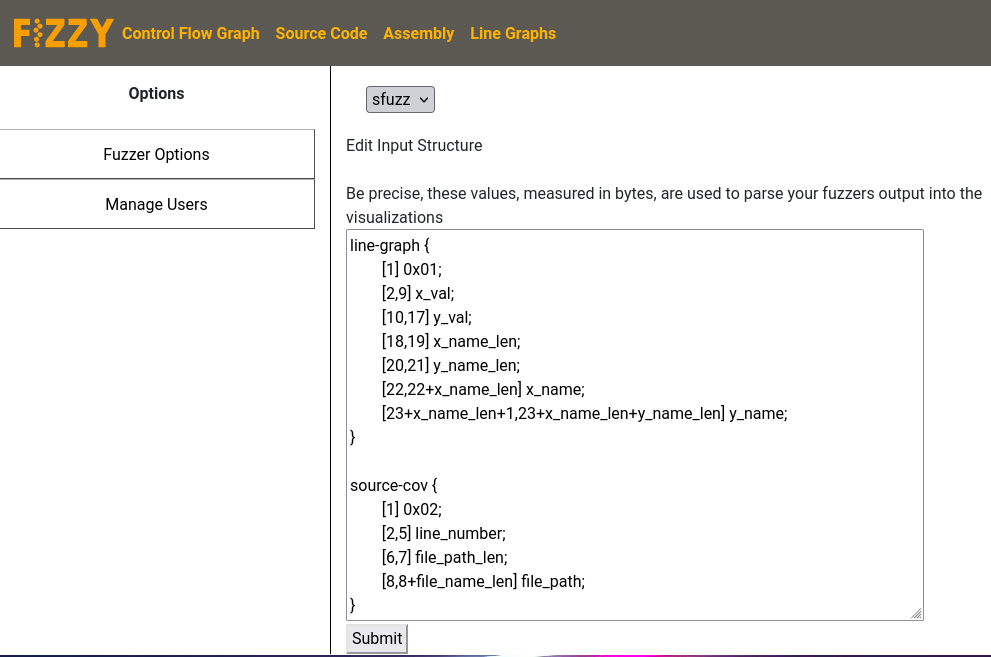 FIZZY Control Flow Graph Source Code Assembly Line Graphs
Options
Fuzzer Options
Manage Users
sfuzz
Edit Input Structure
Be precise, these values, measured in bytes, are used to parse your fuzzers output into the
visualizations
line-graph {
[1] 0x01;
[2,9] x_val;
[10,17] y_val;
[18,19] x_name_len;
[20,21] y_name_len;
[22,22+x_name_len] x_name;
[23+x_name_len+1,23+x_name_len+y_name_len] y_name;
}
source-cov {
[1] 0x02;
[2,5] line_number;
[6,7] file_path_len;
[8,8+file_name_len] file_path;
}
Submit